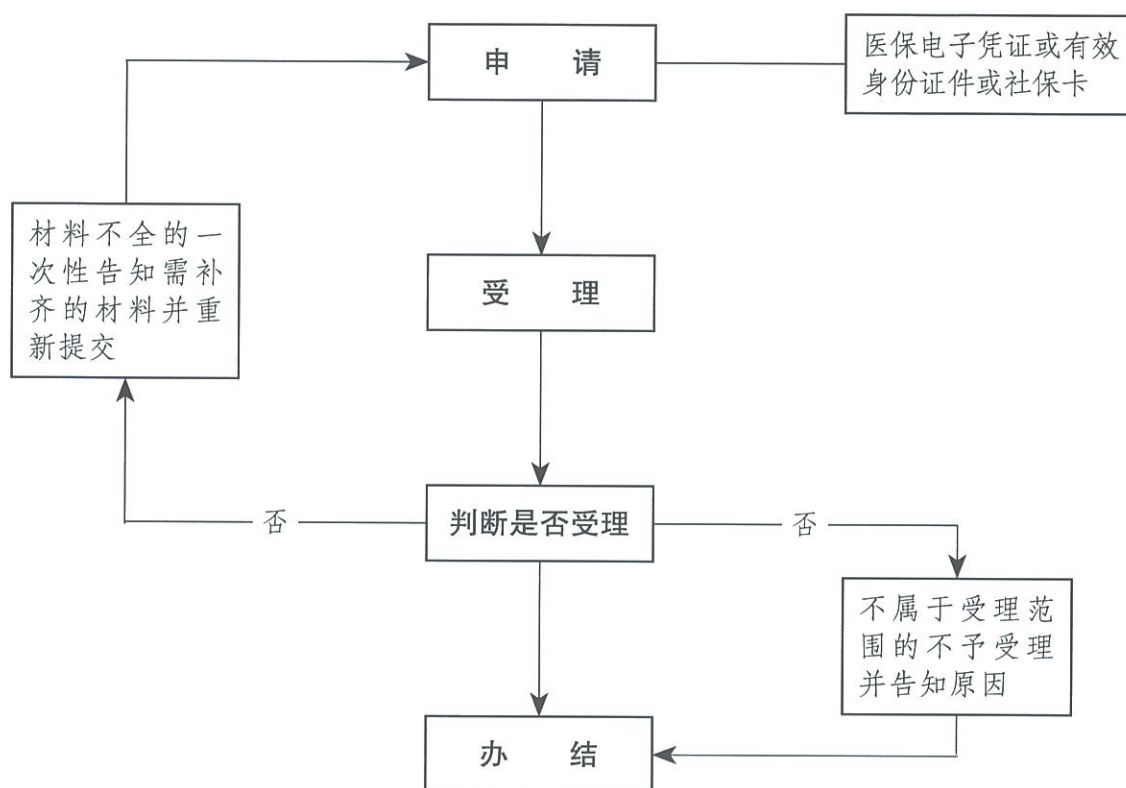 申 请
医保电子凭证或有效
身份证件或社保卡
材料不全的一
次性告知需补
齐的材料并重
新提交
受 理
否
判断是否受理
否
不属于受理范
围的不予受理
并告知原因
办 结